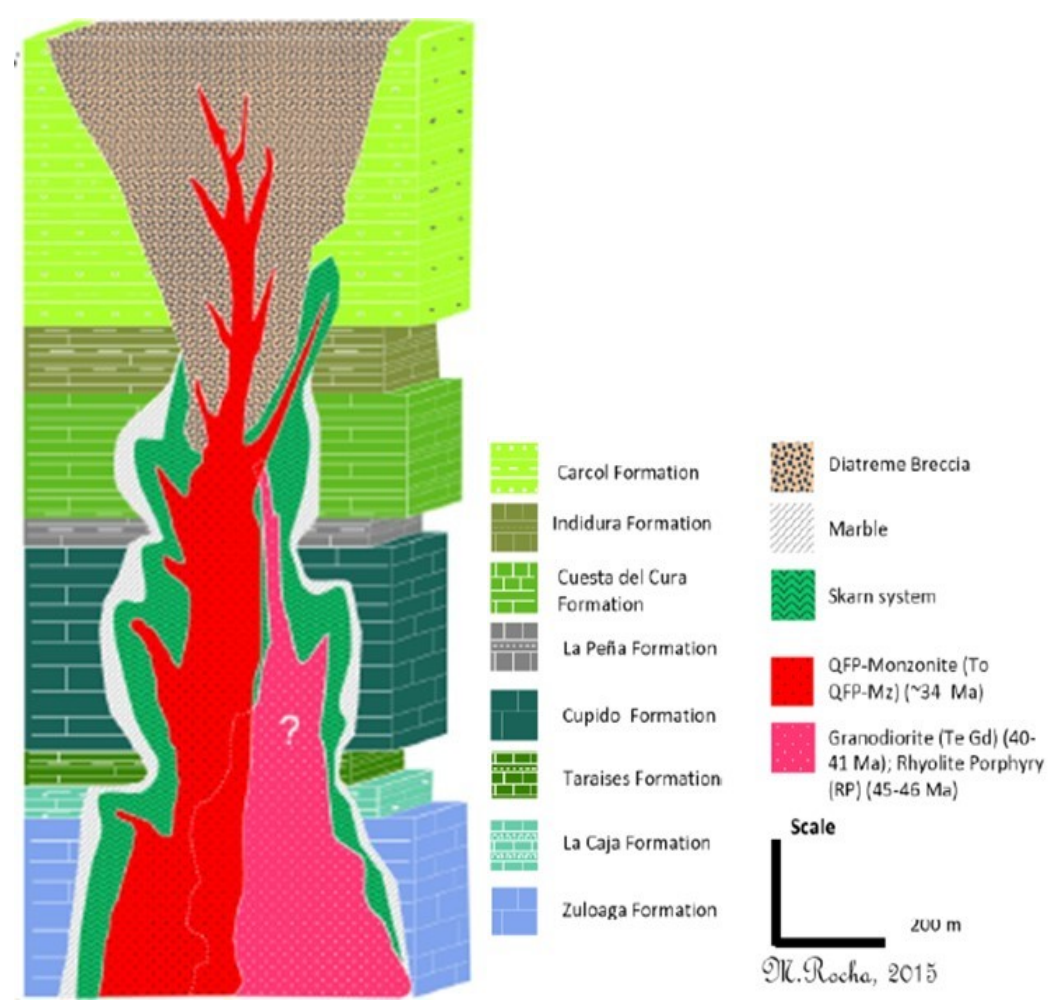 ?
Carcol Formation
Indidura Formation
Cuesta del Cura
Formation
La Peña Formation
Cupido Formation
Taraises Formation
La Caja Formation
Zuloaga Formation
Diatreme Breccia
Marble
Skarn system
QFP-Monzonite (To
QFP-Mz) (~34 Ma)
Granodiorite (Te Gd) (40-
41 Ma); Rhyolite Porphyry
(RP) (45-46 Ma)
Scale
200 m
M.Rocha, 2015